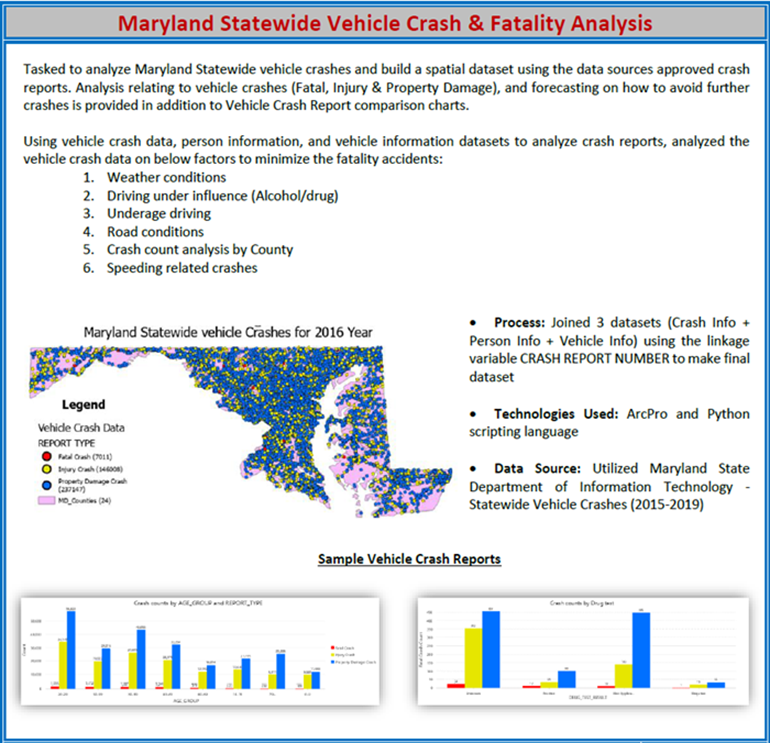 Maryland Statewide Vehicle Crash & Fatality Analysis
Tasked to analyze Maryland Statewide vehicle crashes and build a spatial dataset using the data sources approved crash
reports. Analysis relating to vehicle crashes (Fatal, Injury & Property Damage), and forecasting on how to avoid further
crashes is provided in addition to Vehicle Crash Report comparison charts.
Using vehicle crash data, person information, and vehicle information datasets to analyze crash reports, analyzed the
vehicle crash data on below factors to minimize the fatality accidents:
1. Weather conditions
2. Driving under influence (Alcohol/drug)
3. Underage driving
4. Road conditions
5. Crash count analysis by County
6. Speeding related crashes
Maryland Statewide vehicle Crashes for 2016 Year
Legend
Vehicle Crash Data
REPORT TYPE
Fatal Crash (7011)
Injury Crash (146008)
Property Damage Crash
(237147)
MD_Counties (24)
• Process: Joined 3 datasets (Crash Info +
Person Info + Vehicle Info) using the linkage
variable CRASH REPORT NUMBER to make final
dataset
• Technologies Used: ArcPro and Python
scripting language
• Data Source: Utilized Maryland State
Department of Information Technology -
Statewide Vehicle Crashes (2015-2019)
Sample Vehicle Crash Reports
Crash counts by AGE_GROUP and REPORT_TYPE
Fatal Crash
Injury Crash
Property Damage Crash
AGE_GROUP
Crash counts by Drug test
DRUG_TEST_RESULT